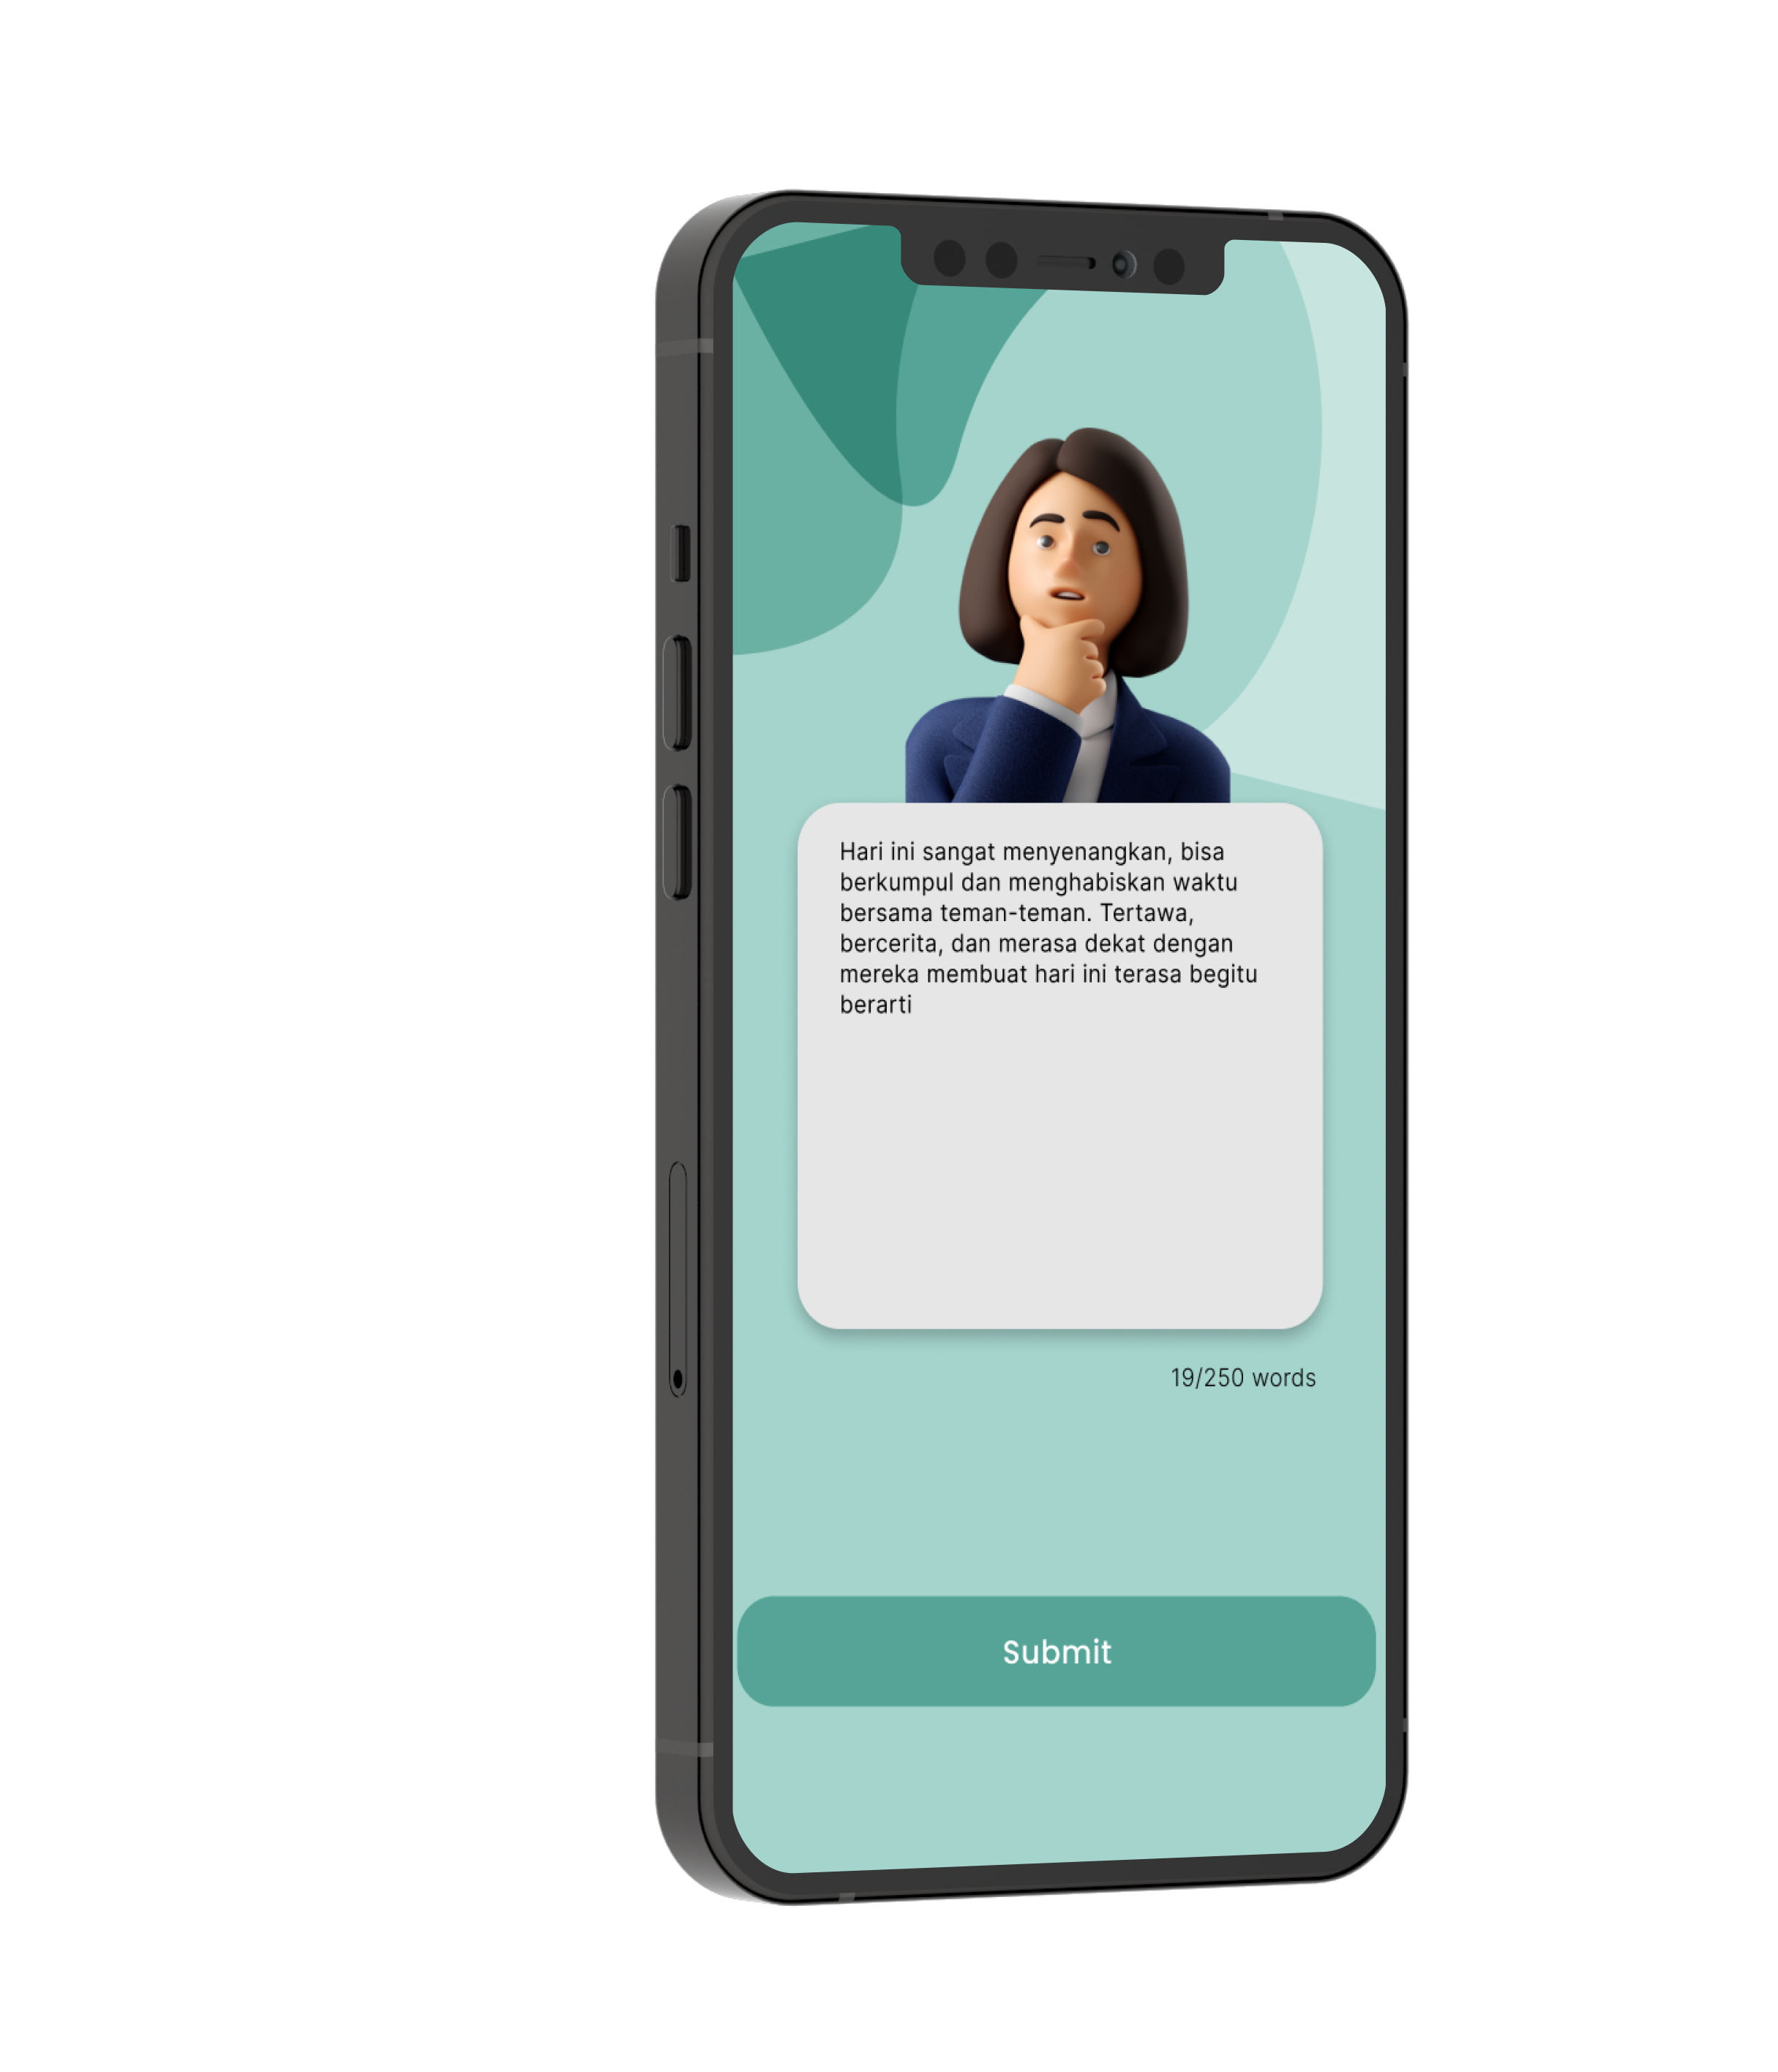 Hari ini sangat menyenangkan, bisa
berkumpul dan menghabiskan waktu
bersama teman-teman. Tertawa,
bercerita, dan merasa dekat dengan
mereka membuat hari ini terasa begitu
berarti
19/250 words
Submit